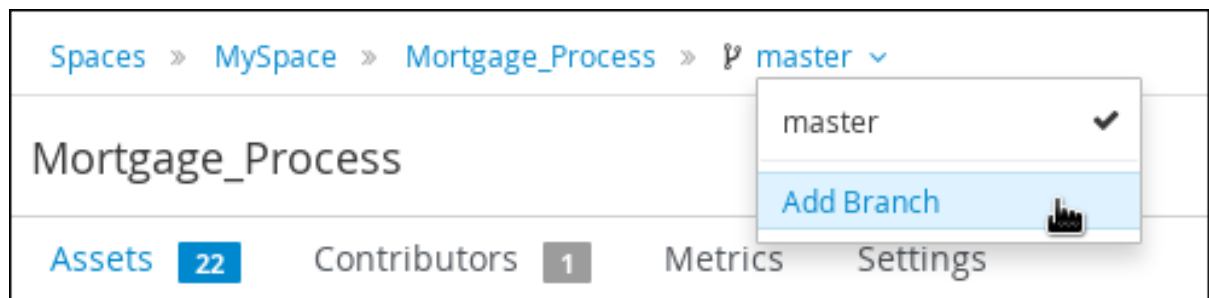 Spaces » MySpace » Mortgage_Process » master
master
Mortgage_Process
Add Branch
Assets 22 Contributors 1 Metrics Settings